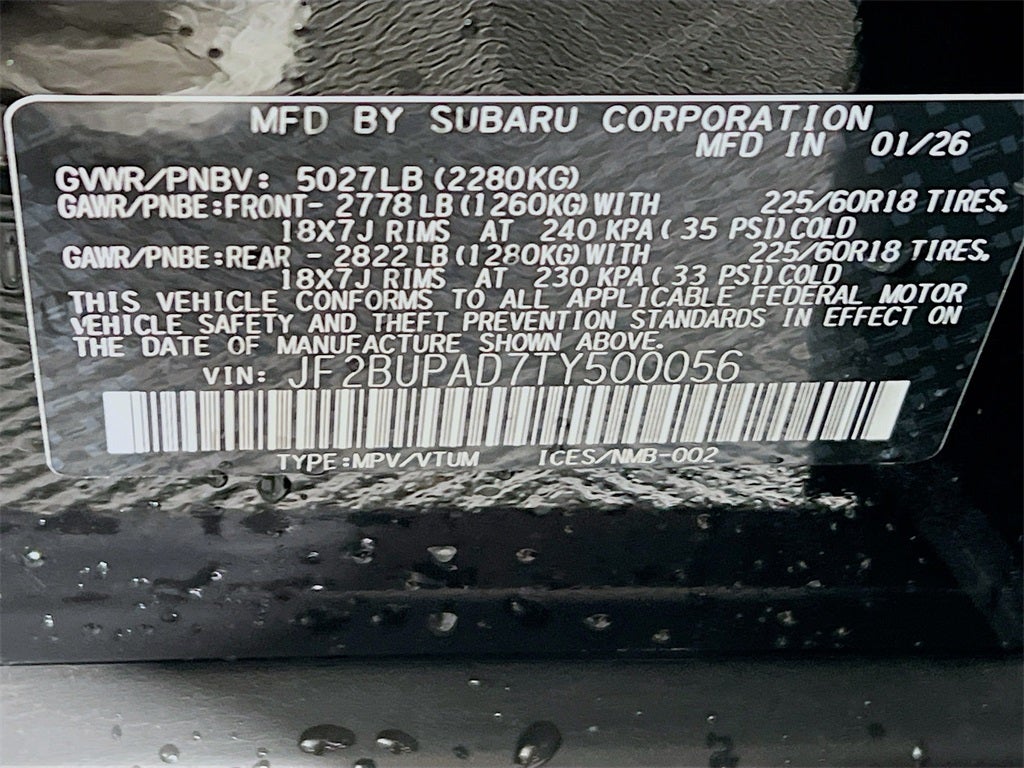 MFD BY SUBARU CORPORATION
MFD IN 01/26
GVWR/PNBV: 5027LB (2280KG)
GAWR/PNBE:FRONT- 2778 LB(1260KG)WITH 225/60R18 TIRES.
18X7J RIMS AT 240 KPA( 35 PSI)COLD
GAWR/PNBE:REAR - 2822 LB(1280KG)WITH 225/60R18 TIRES.
18X7J RIMS AT 230 KPA( 33 PSI)COLD
THIS VEHICLE CONFORMS TO ALL APPLICABLE FEDERAL MOTOR
VEHICLE SAFETY AND THEFT PREVENTION STANDARDS IN EFFECT ON
THE DATE OF MANUFACTURE SHOWN ABOVE.
VIN: JF2BUPAD7TY500056
TYPE:MPV/VTUM ICES/NMB-002